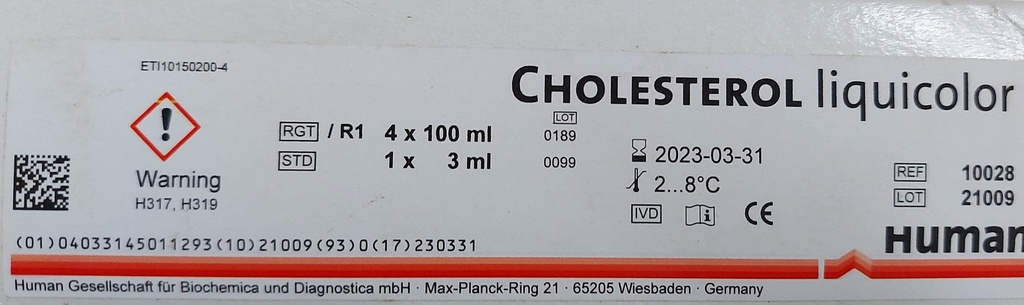 ETI10150200-4
CHOLESTEROL liquicolor
LOT
RGT / R1 4 x 100 ml 0189
STD 1 x 3 ml 0099
2023-03-31
2...8°C
IVD i CE
REF 10028
LOT 21009
!
Warning
H317, H319
Human
(01)04033145011293(10)21009(93)0(17)230331
Human Gesellschaft für Biochemica und Diagnostica mbH · Max-Planck-Ring 21 · 65205 Wiesbaden · Germany